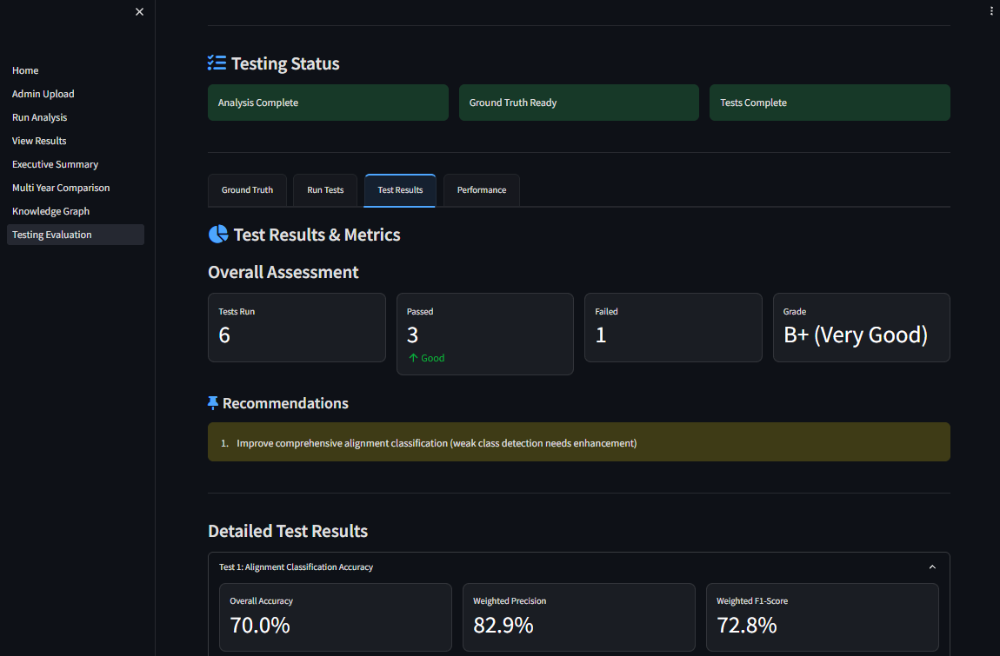 Home
Admin Upload
Run Analysis
View Results
Executive Summary
Multi Year Comparison
Knowledge Graph
Testing Evaluation
Testing Status
Analysis Complete
Ground Truth Ready
Tests Complete
Ground Truth
Run Tests
Test Results
Performance
Test Results & Metrics
Overall Assessment
Tests Run
6
Passed
3
Good
Failed
1
Grade
B+ (Very Good)
Recommendations
1. Improve comprehensive alignment classification (weak class detection needs enhancement)
Detailed Test Results
Test 1: Alignment Classification Accuracy
Overall Accuracy
70.0%
Weighted Precision
82.9%
Weighted F1-Score
72.8%